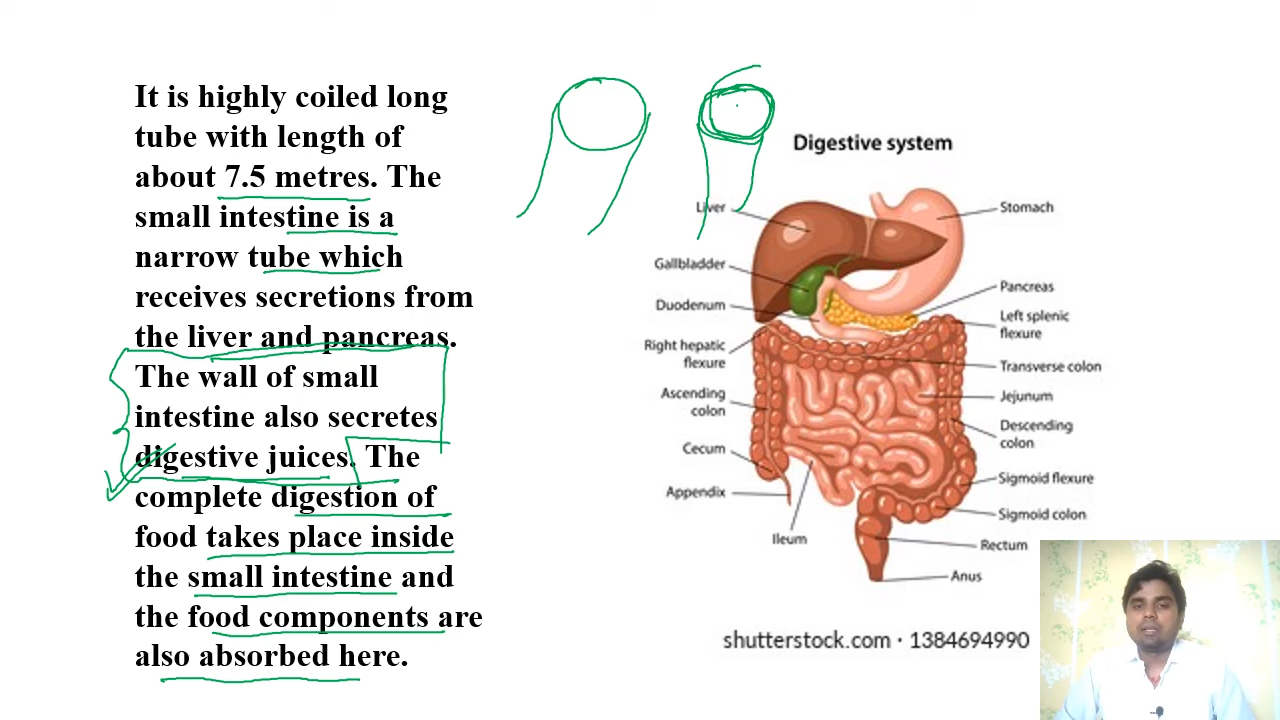 It is highly coiled long
tube with length of
about 7.5 metres. The
small intestine is a
narrow tube which
receives secretions from
the liver and pancreas.
The wall of small
intestine also secretes
digestive juices. The
complete digestion of
food takes place inside
the small intestine and
the food components are
also absorbed here.
Digestive system
Liver
Stomach
Gallbladder
Pancreas
Duodenum
Left splenic
flexure
Right hepatic
flexure
Transverse colon
Ascending
colon
Jejunum
Descending
colon
Cecum
Sigmoid flexure
Appendix
Sigmoid colon
Ileum
Rectum
Anus
shutterstock.com · 1384694990